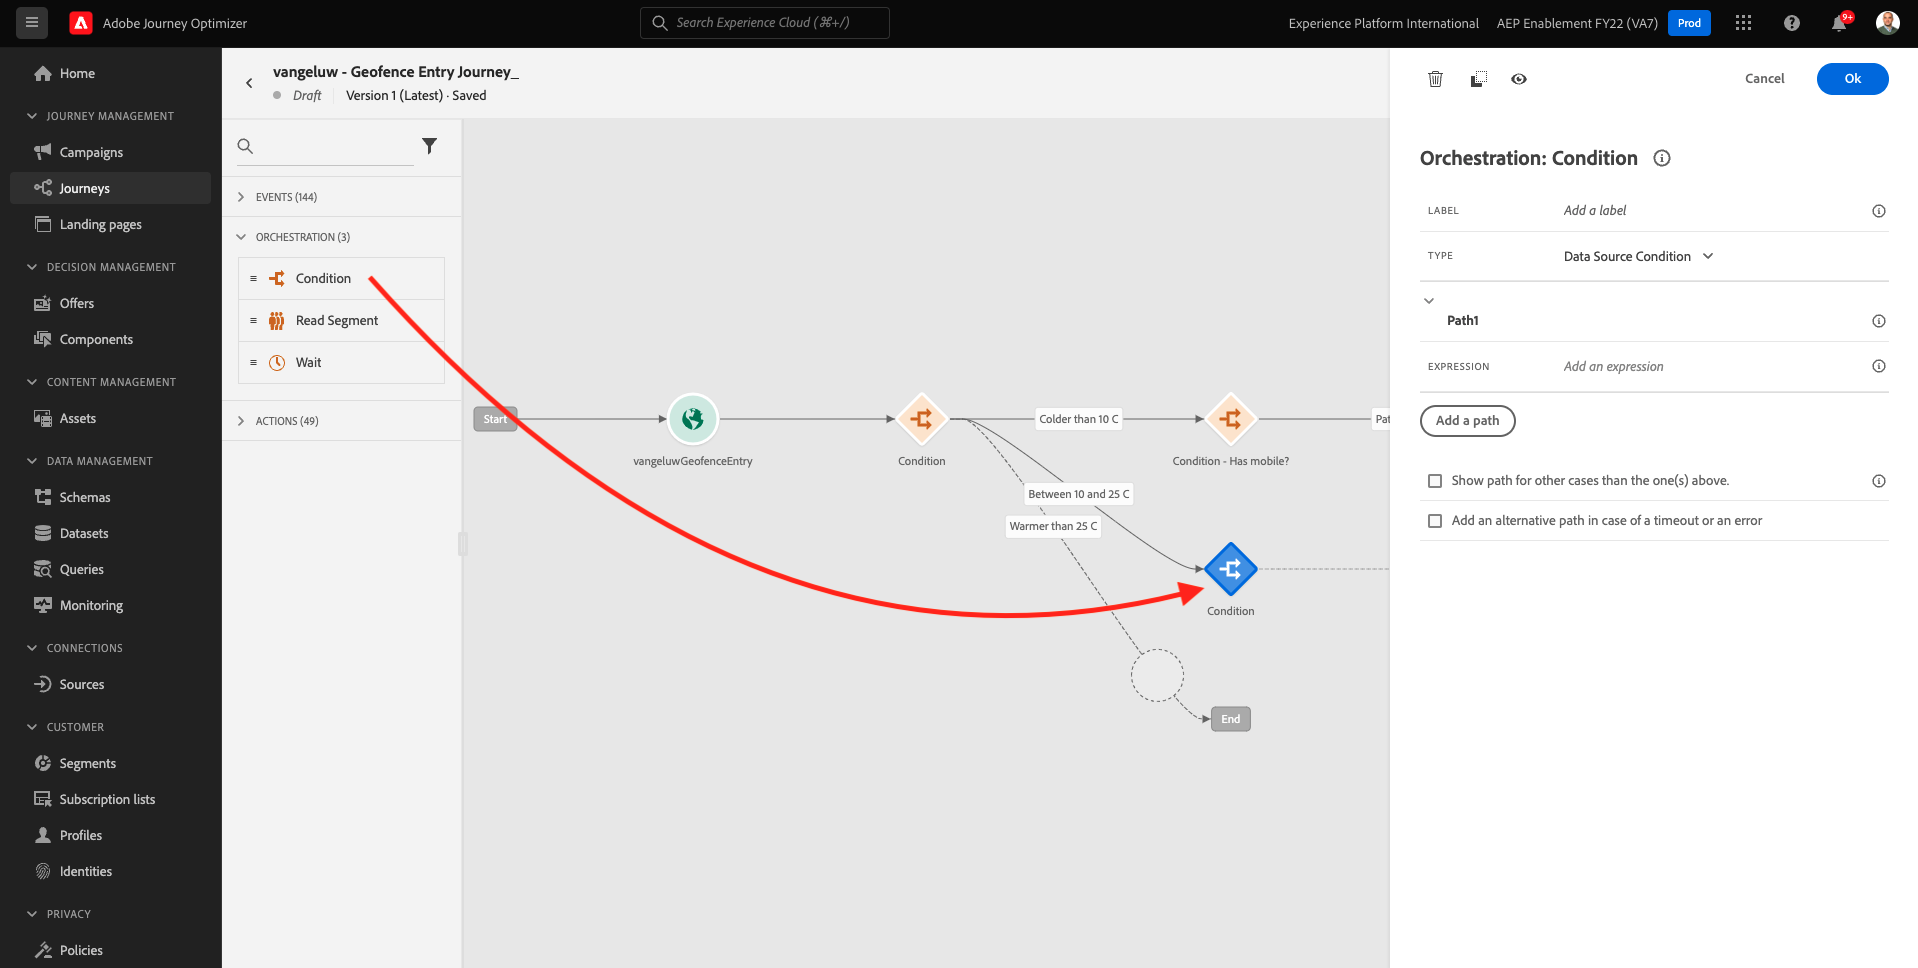 Adobe Journey Optimizer
Search Experience Cloud (⌘+/)
Experience Platform International
AEP Enablement FY22 (VA7)
Prod
9+
Home
JOURNEY MANAGEMENT
Campaigns
Journeys
Landing pages
DECISION MANAGEMENT
Offers
Components
CONTENT MANAGEMENT
Assets
DATA MANAGEMENT
Schemas
Datasets
Queries
Monitoring
CONNECTIONS
Sources
CUSTOMER
Segments
Subscription lists
Profiles
Identities
PRIVACY
Policies
vangeluw - Geofence Entry Journey_
Draft
Version 1 (Latest) · Saved
EVENTS (144)
ORCHESTRATION (3)
Condition
Read Segment
Wait
ACTIONS (49)
Start
vangeluwGeofenceEntry
Condition
Colder than 10 C
Condition - Has mobile?
Pat
Between 10 and 25 C
Warmer than 25 C
Condition
End
Cancel
Ok
Orchestration: Condition
LABEL
Add a label
TYPE
Data Source Condition
Path1
EXPRESSION
Add an expression
Add a path
Show path for other cases than the one(s) above.
Add an alternative path in case of a timeout or an error